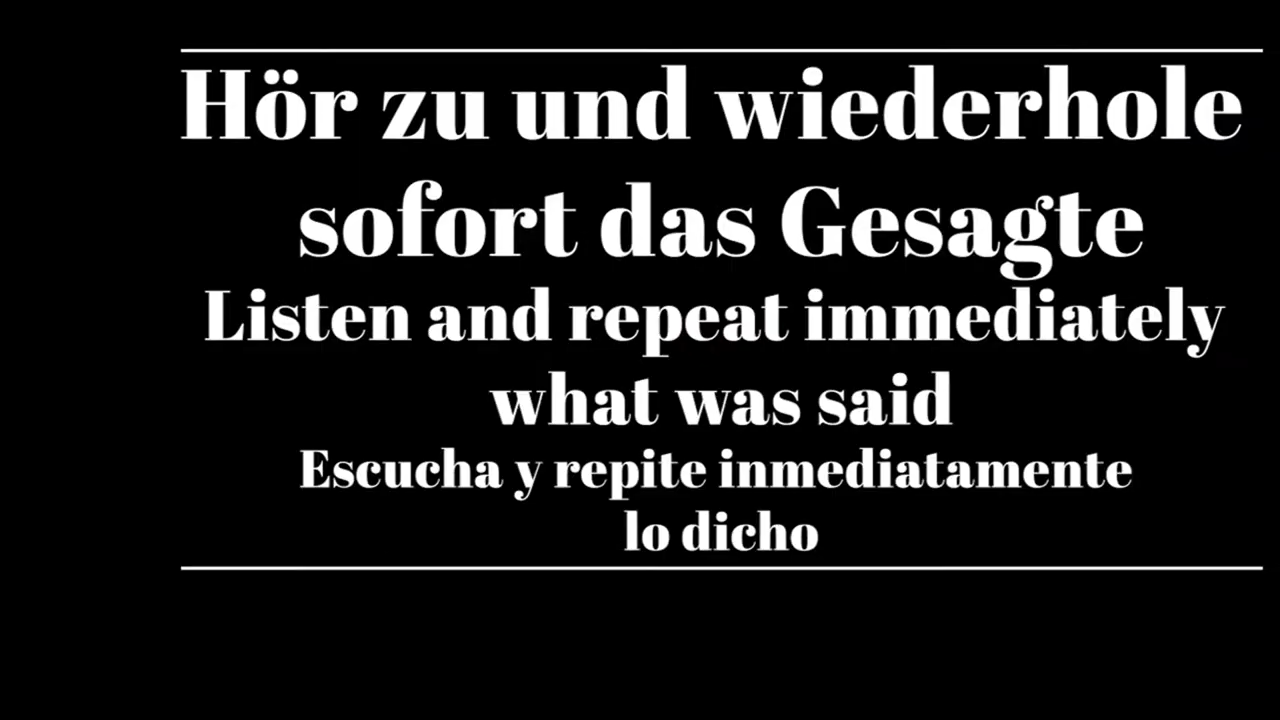 Hör zu und wiederhole
sofort das Gesagte
Listen and repeat immediately
what was said
Escucha y repite inmediatamente
lo dicho